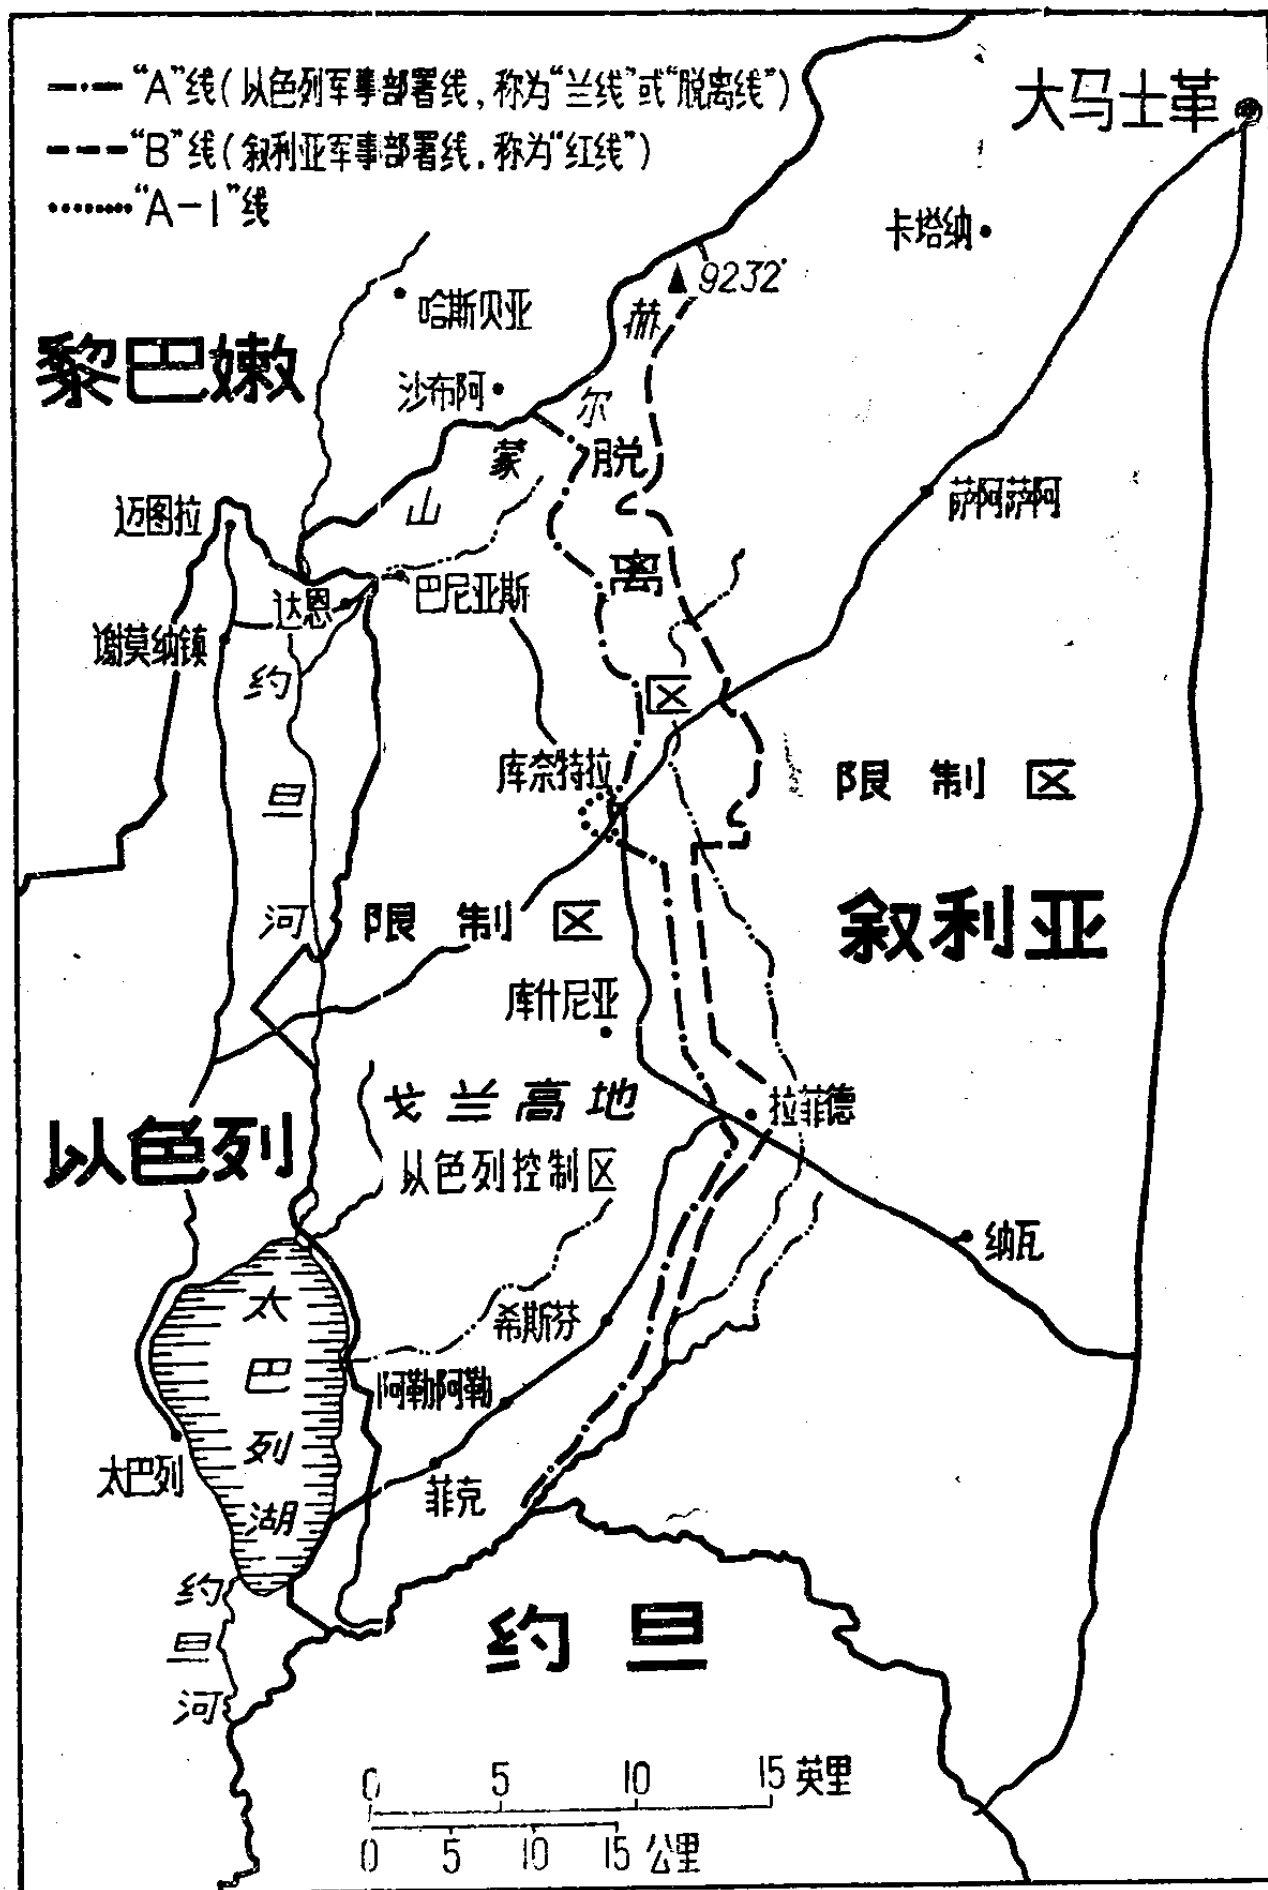 “A”线(以色列军事部署线，称为“兰线”或“脱离线”)
“B”线(叙利亚军事部署线，称为“红线”)
“A-1”线
大马士革
卡塔纳
9232'
哈斯贝亚
黎巴嫩
沙布阿
赫尔蒙山
脱离区
迈图拉
萨阿萨阿
巴尼亚斯
达恩
谢莫纳镇
约旦河
库奈特拉
限制区
限制区
叙利亚
库什尼亚
戈兰高地
以色列控制区
拉菲德
以色列
纳瓦
太巴列湖
希斯芬
阿勒阿勒
太巴列
菲克
约旦河
约旦
0 5 10 15 英里
0 5 10 15 公里